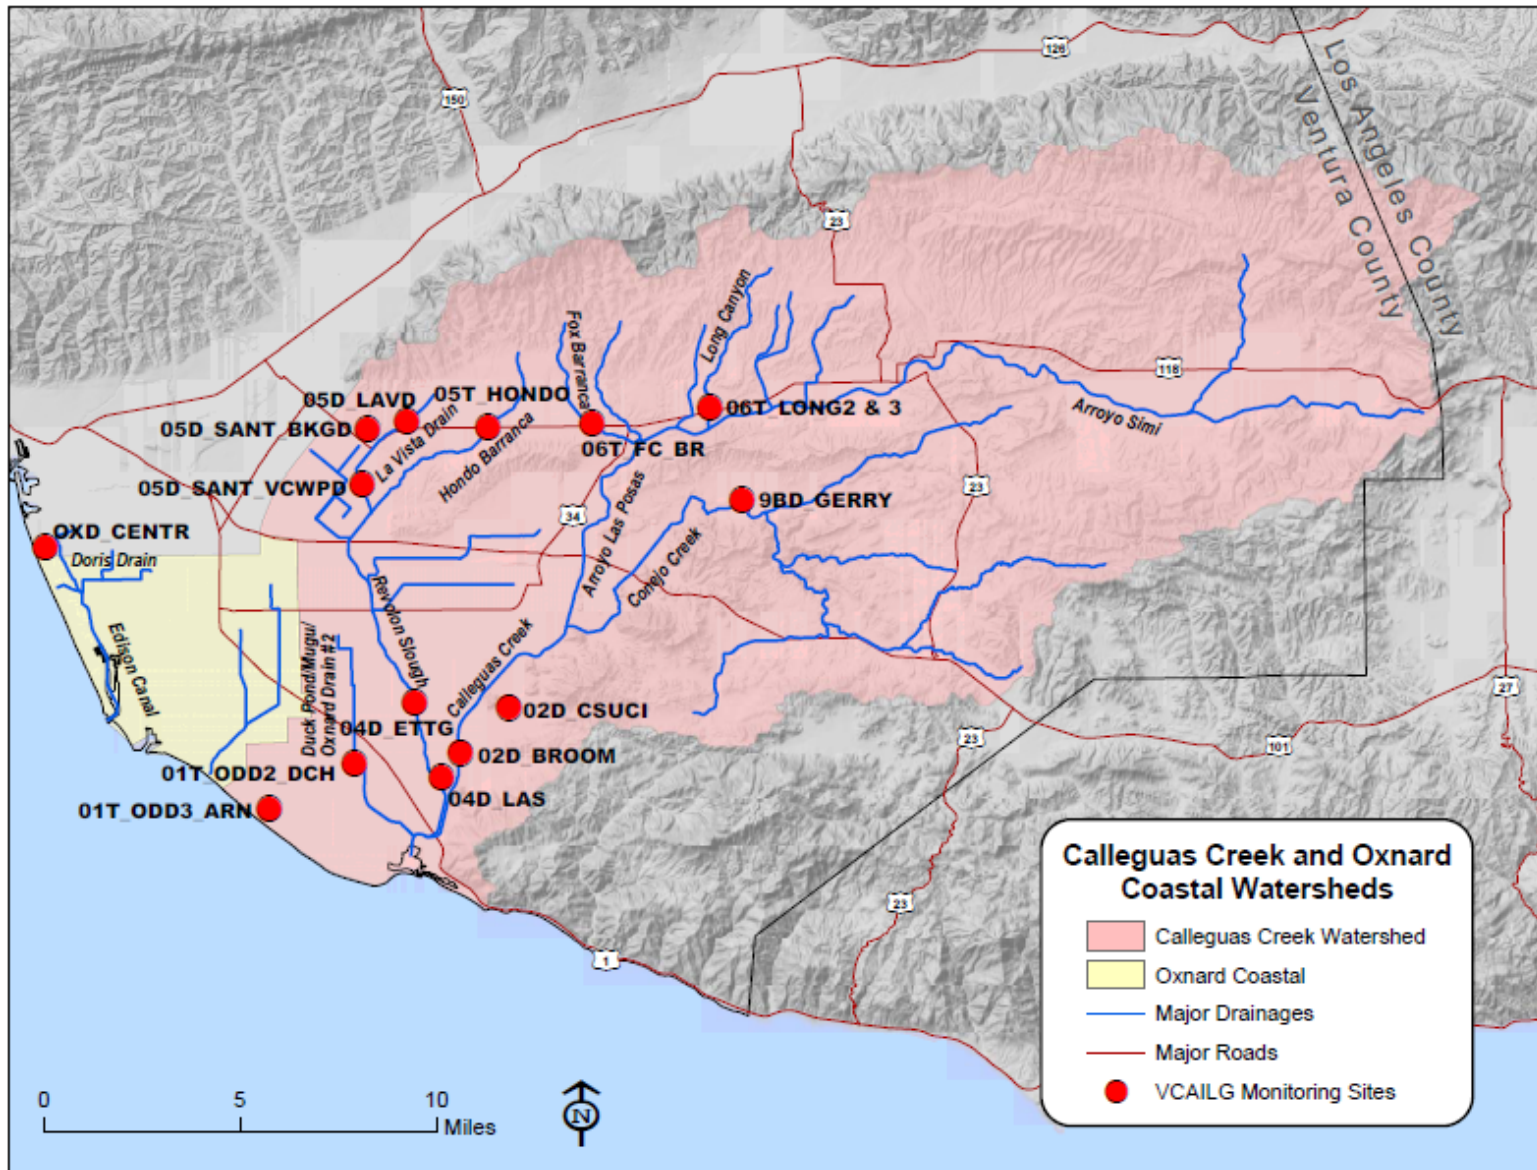 126
150
Los Angeles County
Ventura County
23
Long Canyon
Fox Barranca
118
05D_LAVD
05T_HONDO
06T_LONG2 & 3
Arroyo Simi
05D_SANT_BKGD
La Vista Drain
Hondo Barranca
06T_FC_BR
05D_SANT_VCWPD
23
9BD_GERRY
34
Arroyo Las Posas
OXD_CENTR
Doris Drain
Conejo Creek
Revolon Slough
Edison Canal
Duck Pond/Mugu/
Oxnard Drain #2
Calleguas Creek
27
02D_CSUCI
04D_ETTG
23
101
02D_BROOM
01T_ODD2_DCH
04D_LAS
01T_ODD3_ARN
23
1
Calleguas Creek and Oxnard
Coastal Watersheds
Calleguas Creek Watershed
Oxnard Coastal
Major Drainages
Major Roads
VCAILG Monitoring Sites
0 5 10
Miles
N